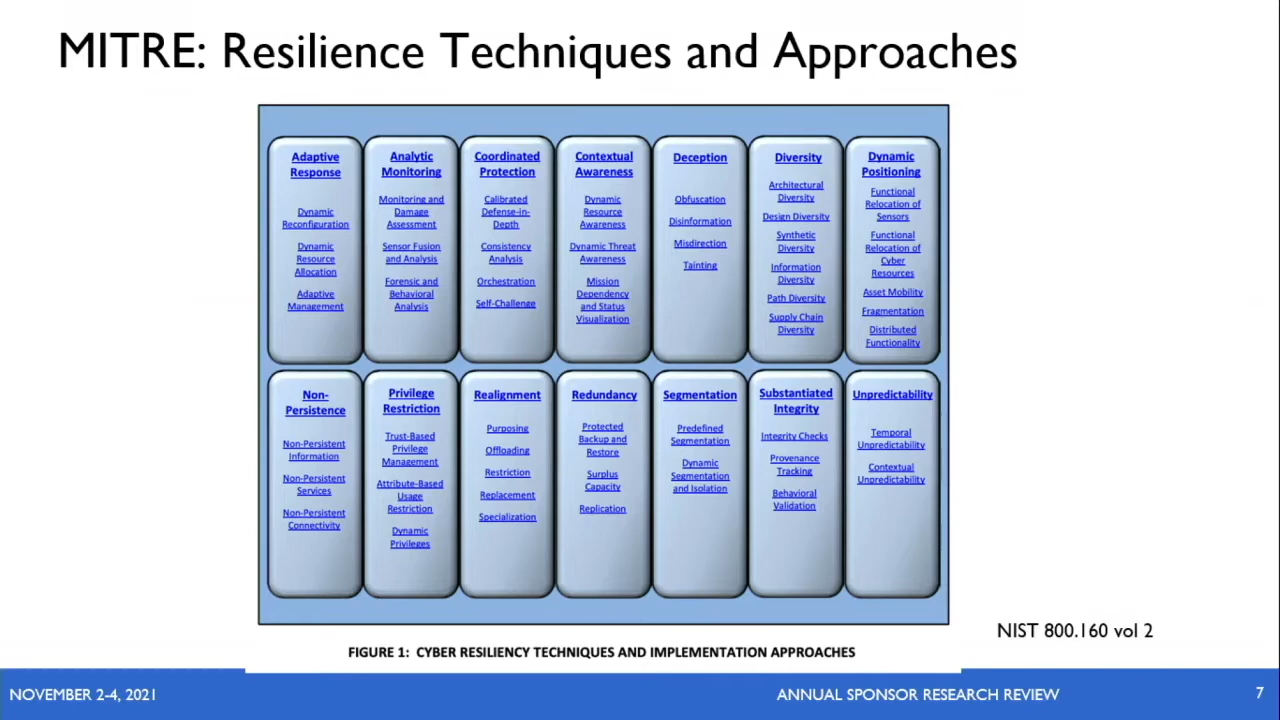 MITRE: Resilience Techniques and Approaches
Adaptive
Response
Dynamic
Reconfiguration
Dynamic
Resource
Allocation
Adaptive
Management
Analytic
Monitoring
Monitoring and
Damage
Assessment
Sensor Fusion
and Analysis
Forensic and
Behavioral
Analysis
Coordinated
Protection
Calibrated
Defense-in-
Depth
Consistency
Analysis
Orchestration
Self-Challenge
Contextual
Awareness
Dynamic
Resource
Awareness
Dynamic Threat
Awareness
Mission
Dependency
and Status
Visualization
Deception
Obfuscation
Disinformation
Misdirection
Tainting
Diversity
Architectural
Diversity
Design Diversity
Synthetic
Diversity
Information
Diversity
Path Diversity
Supply Chain
Diversity
Dynamic
Positioning
Functional
Relocation of
Sensors
Functional
Relocation of
Cyber
Resources
Asset Mobility
Fragmentation
Distributed
Functionality
Non-
Persistence
Non-Persistent
Information
Non-Persistent
Services
Non-Persistent
Connectivity
Privilege
Restriction
Trust-Based
Privilege
Management
Attribute-Based
Usage
Restriction
Dynamic
Privileges
Realignment
Purposing
Offloading
Restriction
Replacement
Specialization
Redundancy
Protected
Backup and
Restore
Surplus
Capacity
Replication
Segmentation
Predefined
Segmentation
Dynamic
Segmentation
and Isolation
Substantiated
Integrity
Integrity Checks
Provenance
Tracking
Behavioral
Validation
Unpredictability
Temporal
Unpredictability
Contextual
Unpredictability
NIST 800.160 vol 2
FIGURE 1: CYBER RESILIENCY TECHNIQUES AND IMPLEMENTATION APPROACHES
NOVEMBER 2-4, 2021
ANNUAL SPONSOR RESEARCH REVIEW
7